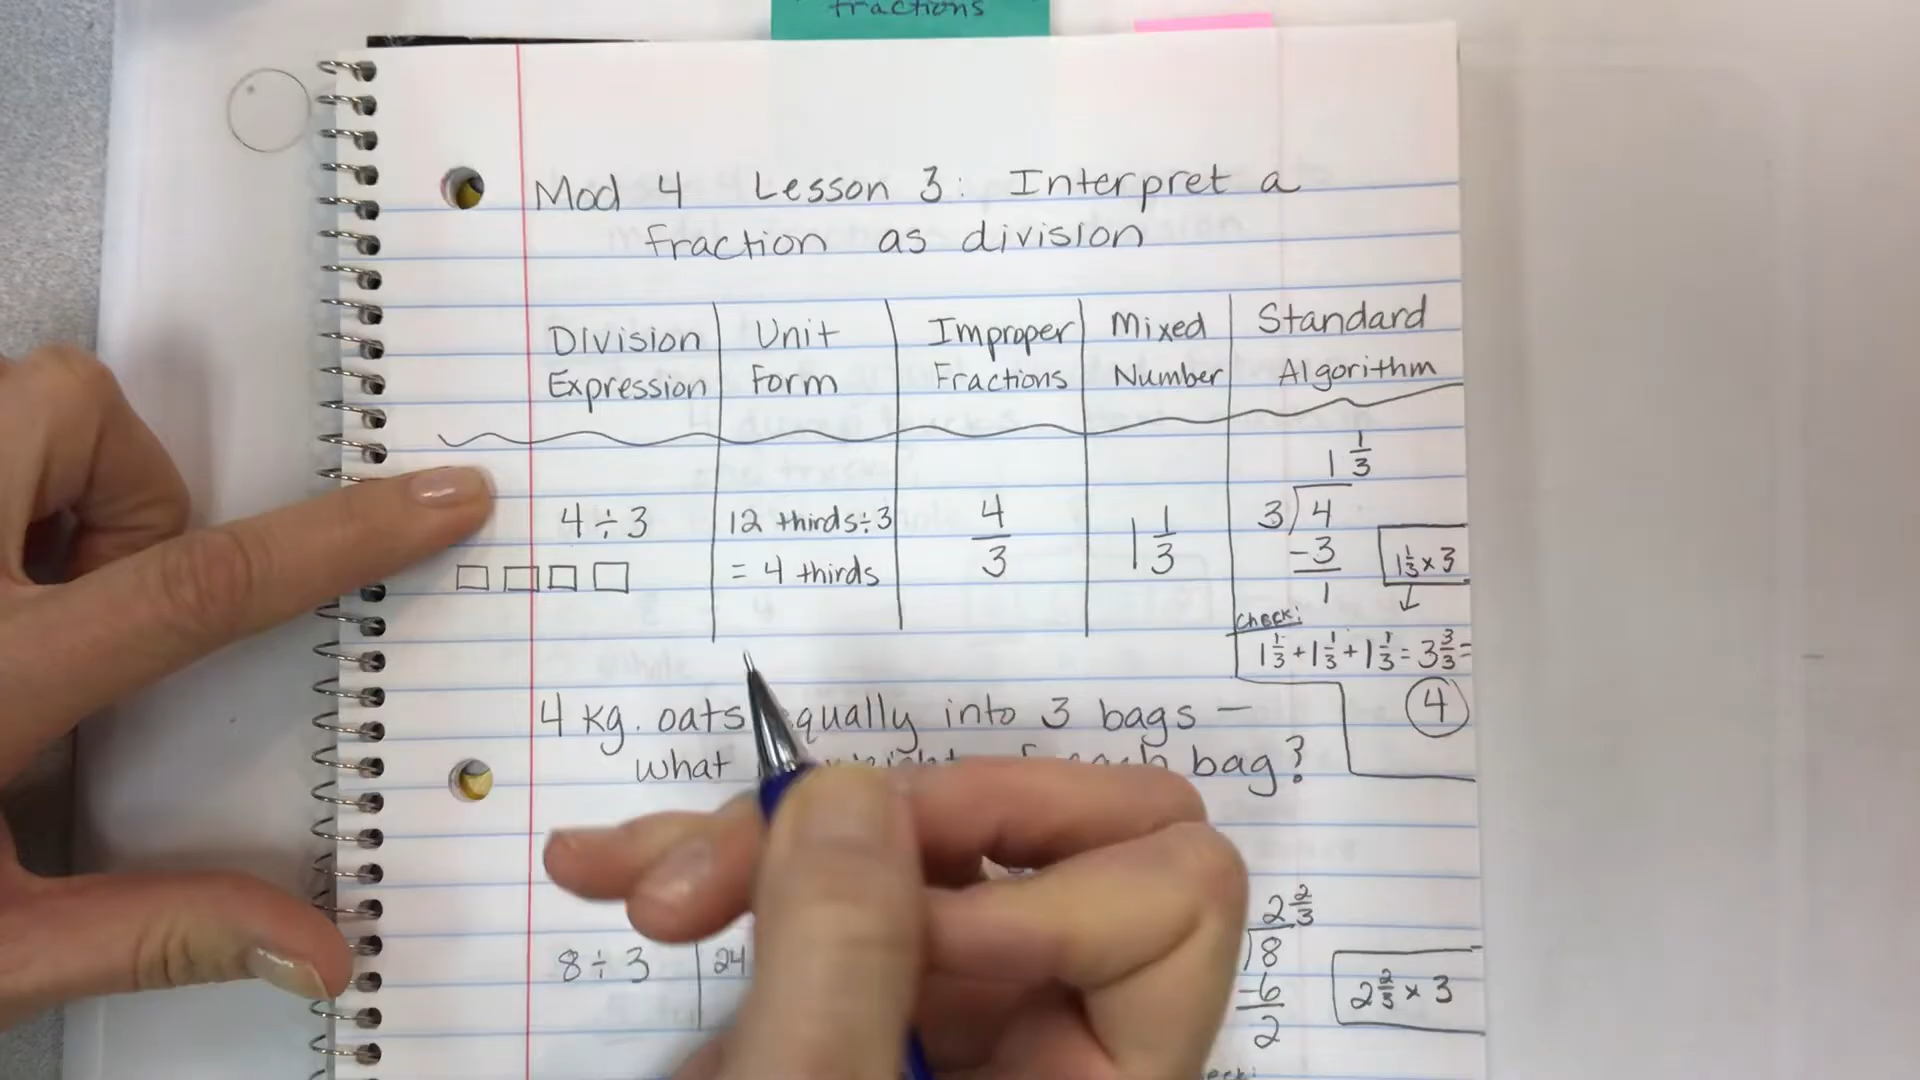 fractions
Mod 4 Lesson 3: Interpret a
fraction as division
Division Expression
Unit Form
Improper Fractions
Mixed Number
Standard Algorithm
4 ÷ 3
12 thirds ÷ 3
= 4 thirds
4/3
1 1/3
1 1/3
3) 4
-3
1
1 1/3 × 3
Check:
1 1/3 + 1 1/3 + 1 1/3 = 3 3/3 =
4
4 kg. oats equally into 3 bags —
what of each bag?
8 ÷ 3
24
2 2/3
) 8
-6
2
2 2/3 × 3